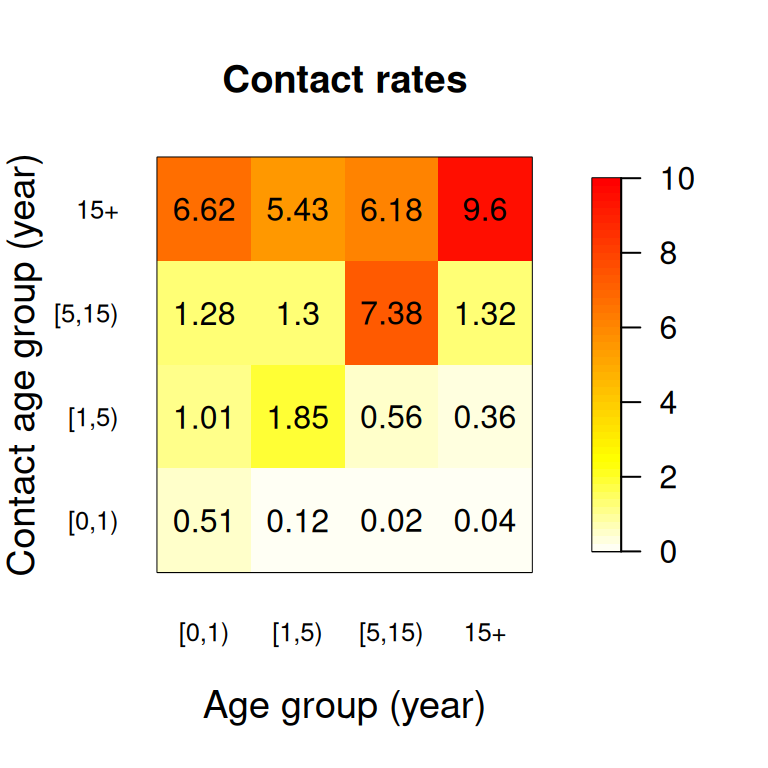 Contact rates
Contact age group (year)
15+ 6.62 5.43 6.18 9.6
[5,15) 1.28 1.3 7.38 1.32
[1,5) 1.01 1.85 0.56 0.36
[0,1) 0.51 0.12 0.02 0.04
[0,1) [1,5) [5,15) 15+
Age group (year)
10
8
6
4
2
0